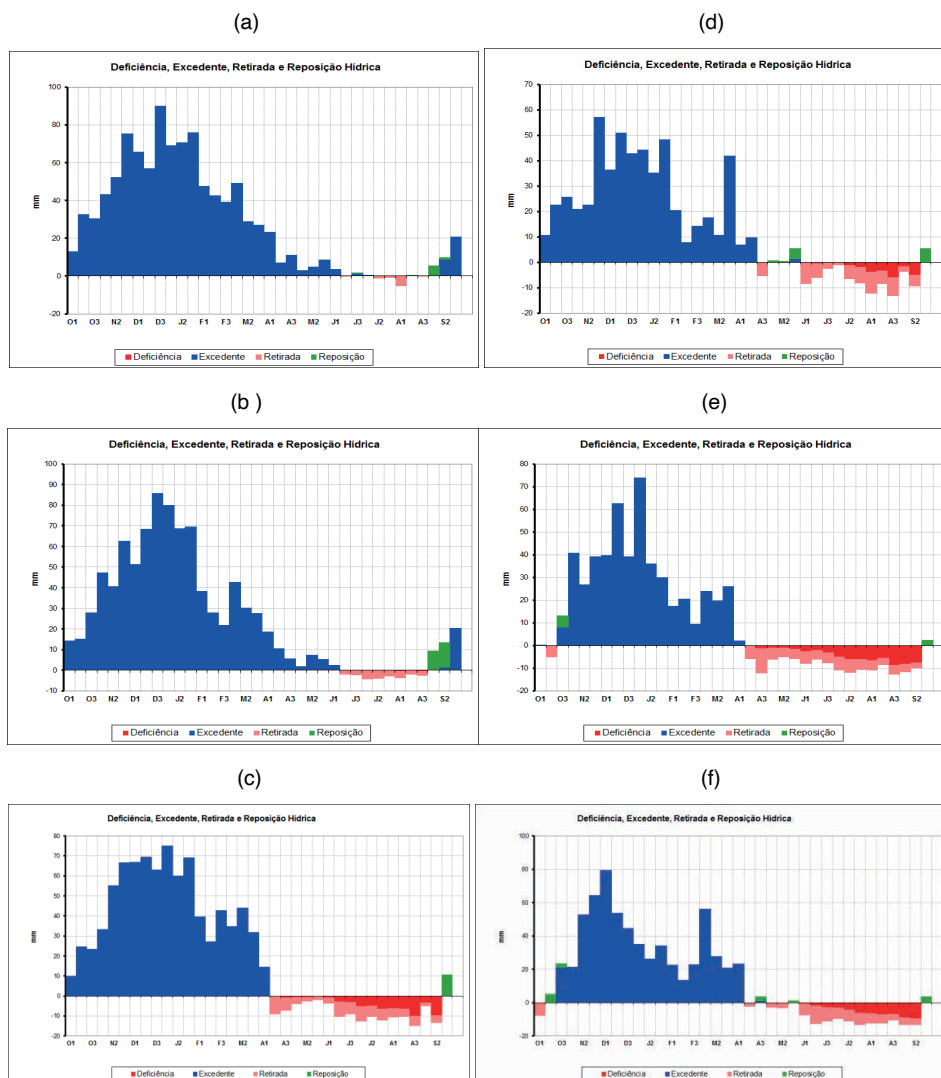 (a)
Deficiência, Excedente, Retirada e Reposição Hídrica
100
80
60
40
20
0
-20
mm
O1 O3 N2 D1 D3 J2 F1 F3 M2 A1 A3 M2 J1 J3 J2 A1 A3 S2
Deficiência Excedente Retirada Reposição
(d)
Deficiência, Excedente, Retirada e Reposição Hídrica
70
60
50
40
30
20
10
0
-10
-20
mm
O1 O3 N2 D1 D3 J2 F1 F3 M2 A1 A3 M2 J1 J3 J2 A1 A3 S2
Deficiência Excedente Retirada Reposição
(b )
Deficiência, Excedente, Retirada e Reposição Hídrica
100
90
80
70
60
50
40
30
20
10
0
-10
mm
O1 O3 N2 D1 D3 J2 F1 F3 M2 A1 A3 M2 J1 J3 J2 A1 A3 S2
Deficiência Excedente Retirada Reposição
(e)
Deficiência, Excedente, Retirada e Reposição Hídrica
80
70
60
50
40
30
20
10
0
-10
-20
mm
O1 O3 N2 D1 D3 J2 F1 F3 M2 A1 A3 M2 J1 J3 J2 A1 A3 S2
Deficiência Excedente Retirada Reposição
(c)
Deficiência, Excedente, Retirada e Reposição Hídrica
80
70
60
50
40
30
20
10
0
-10
-20
mm
O1 O3 N2 D1 D3 J2 F1 F3 M2 A1 A3 M2 J1 J3 J2 A1 A3 S2
Deficiência Excedente Retirada Reposição
(f)
Deficiência, Excedente, Retirada e Reposição Hídrica
100
80
60
40
20
0
-20
mm
O1 O3 N2 D1 D3 J2 F1 F3 M2 A1 A3 M2 J1 J3 J2 A1 A3 S2
Deficiência Excedente Retirada Reposição